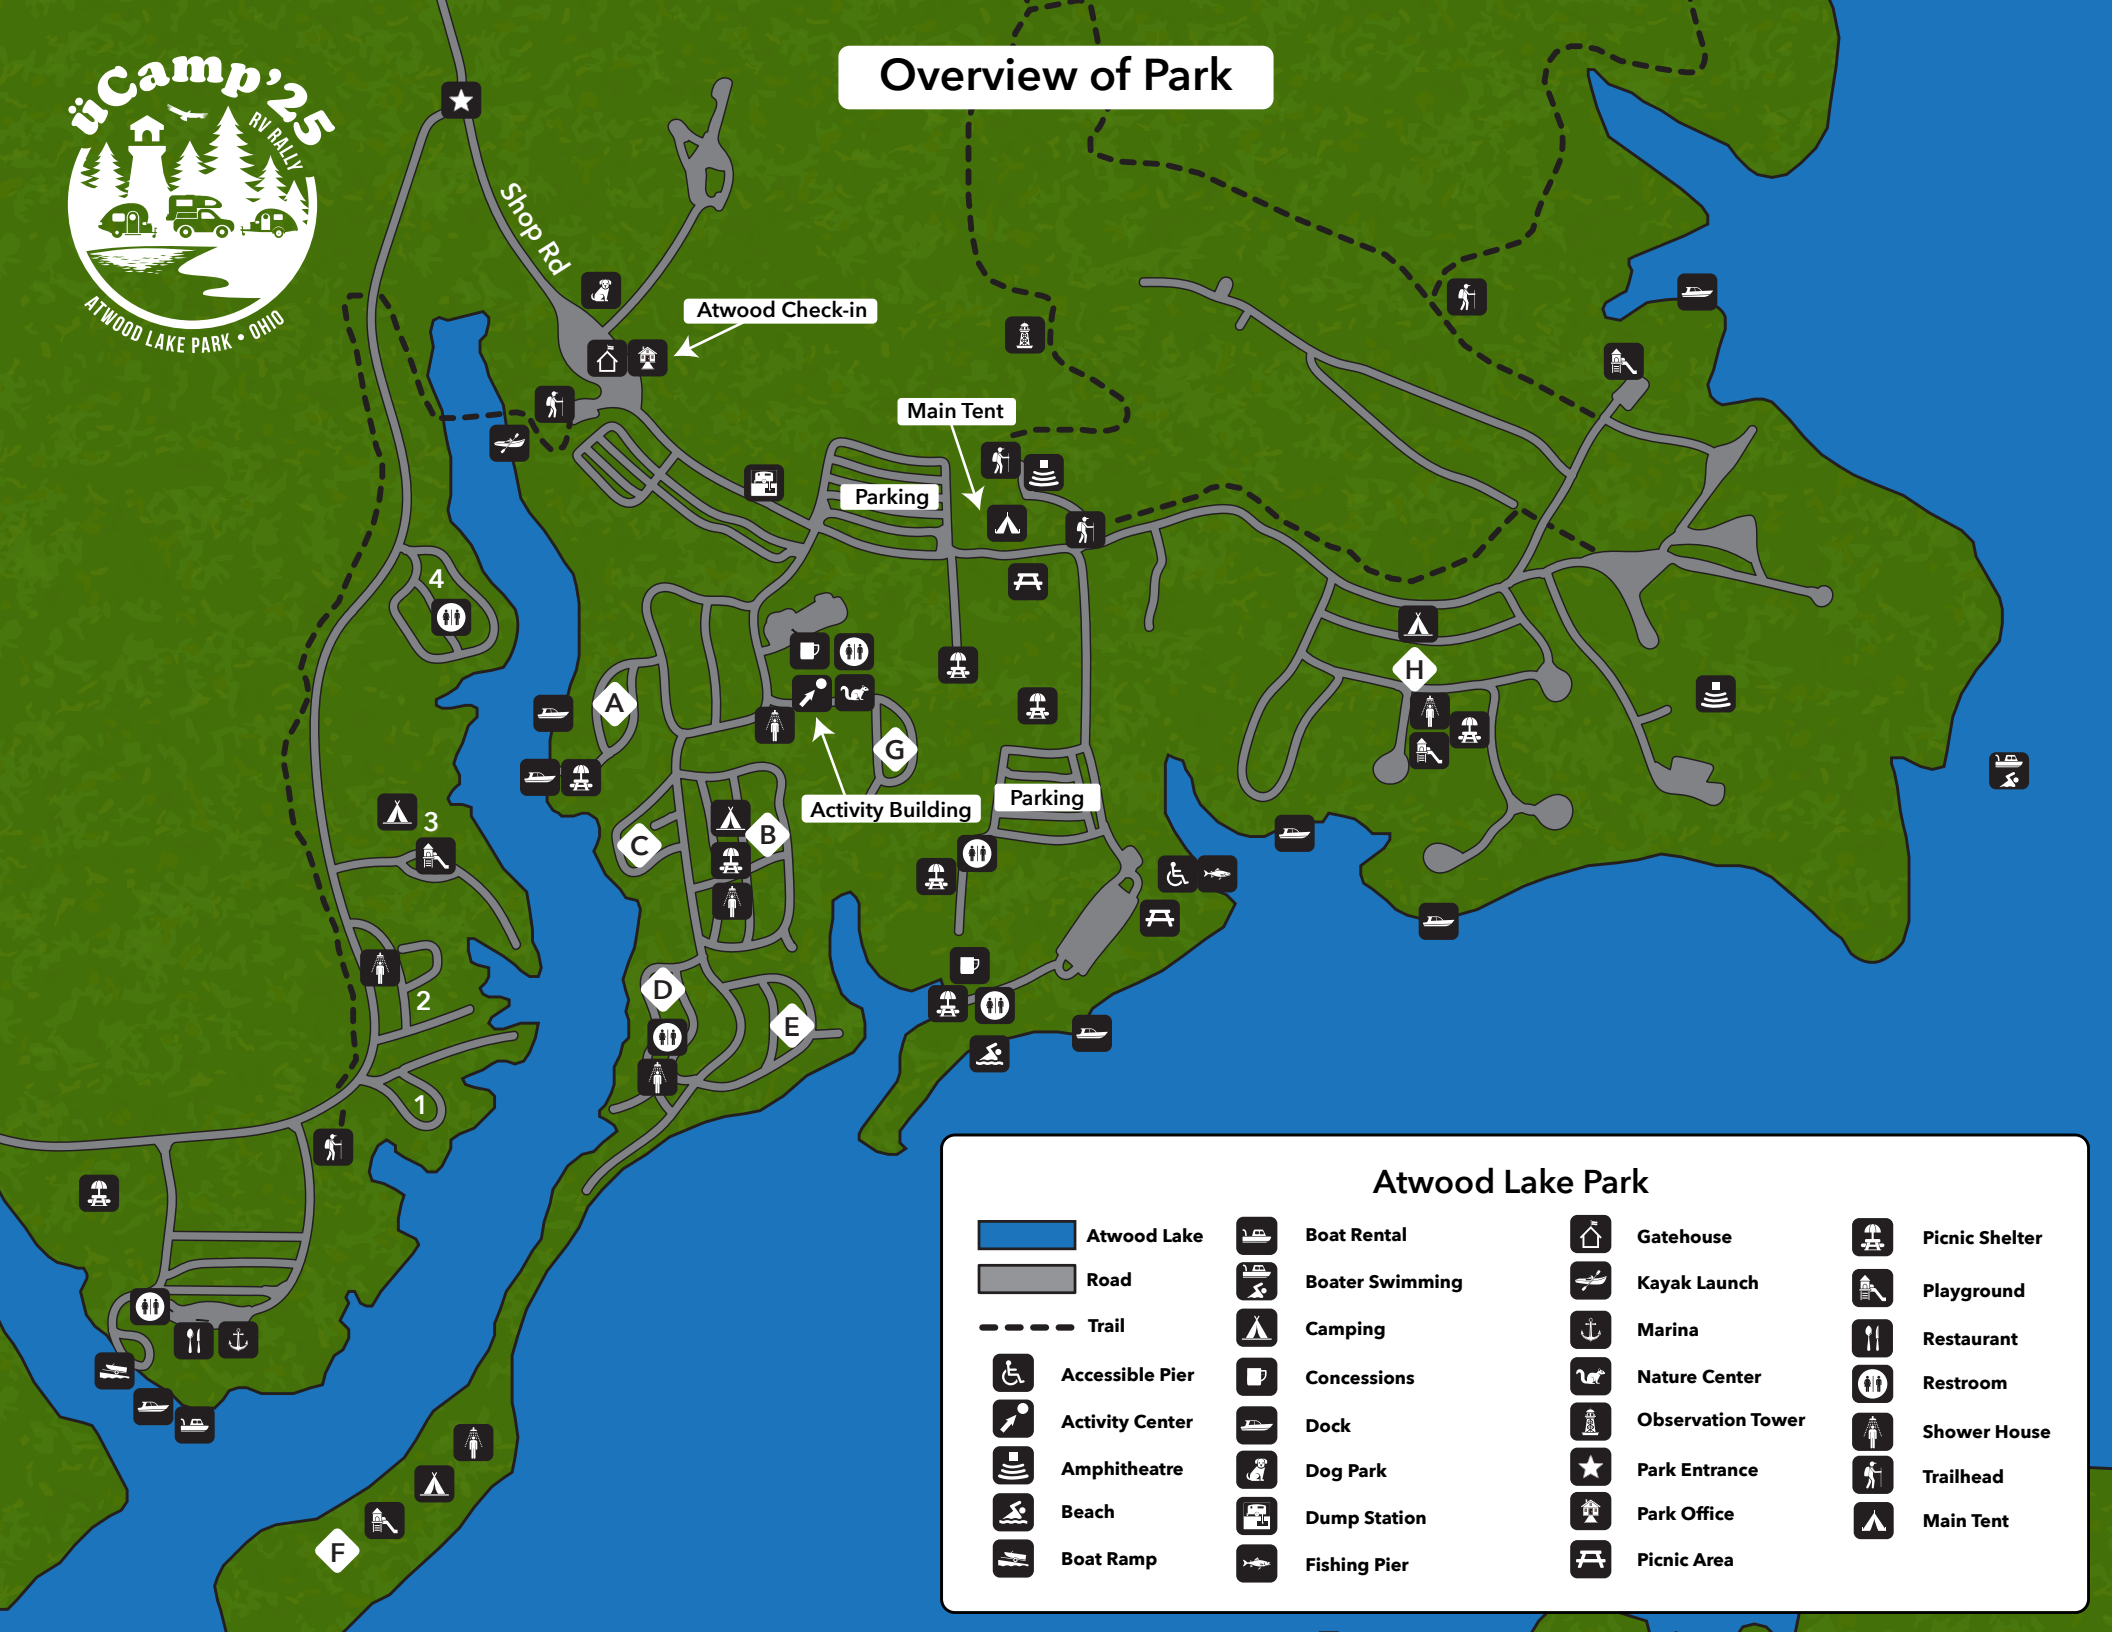 üCamp'25
RV RALLY
ATWOOD LAKE PARK • OHIO
Overview of Park
Shop Rd
Atwood Check-in
Main Tent
Parking
4
A
G
Activity Building
Parking
3
C
B
H
2
D
E
1
F
Atwood Lake Park
Atwood Lake
Road
Trail
Accessible Pier
Activity Center
Amphitheatre
Beach
Boat Ramp
Boat Rental
Boater Swimming
Camping
Concessions
Dock
Dog Park
Dump Station
Fishing Pier
Gatehouse
Kayak Launch
Marina
Nature Center
Observation Tower
Park Entrance
Park Office
Picnic Area
Picnic Shelter
Playground
Restaurant
Restroom
Shower House
Trailhead
Main Tent